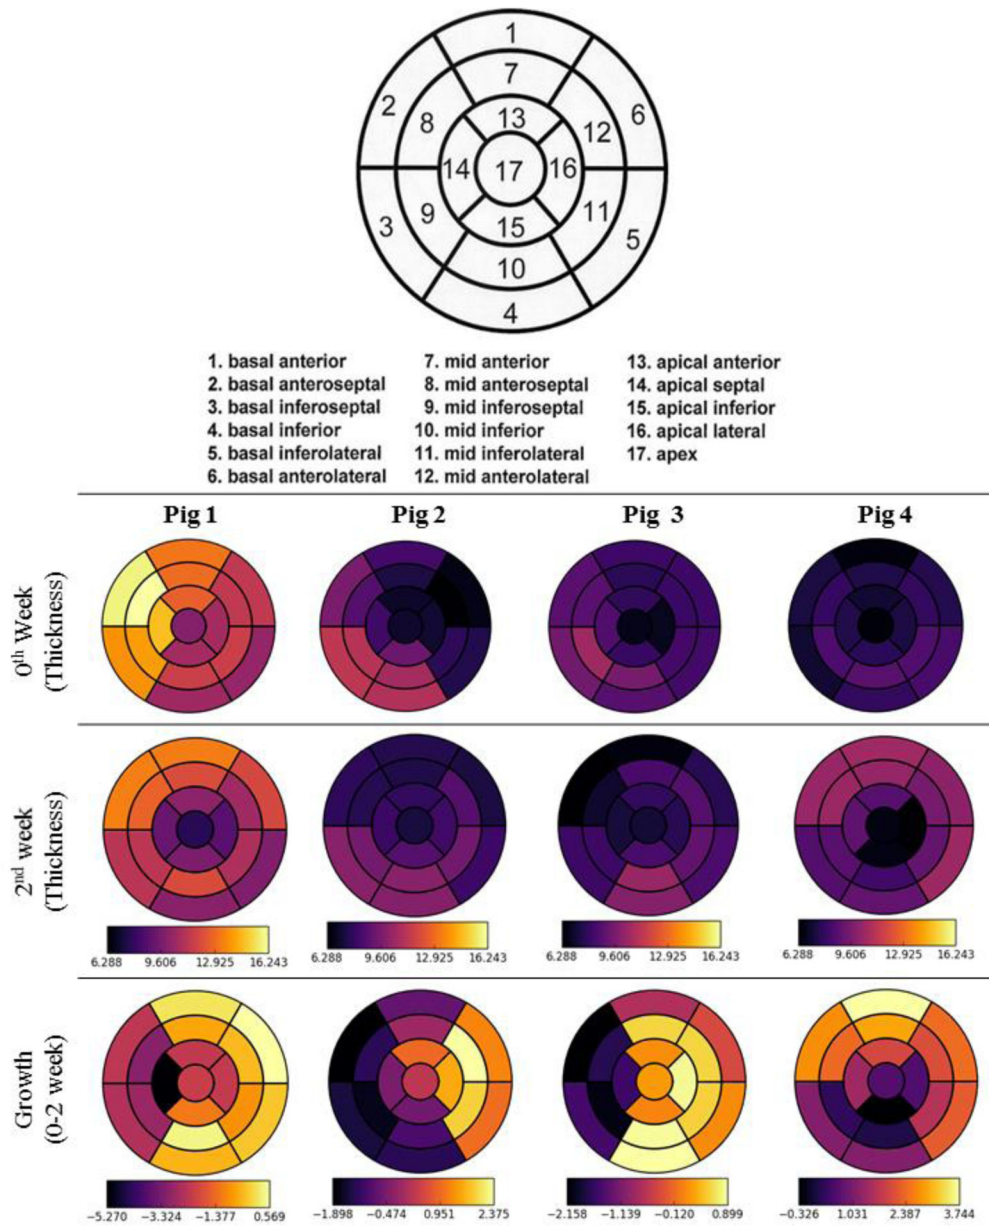 1
7
2
8
13
12
6
14
17
16
3
9
15
11
5
10
4
1. basal anterior 7. mid anterior 13. apical anterior
2. basal anteroseptal 8. mid anteroseptal 14. apical septal
3. basal inferoseptal 9. mid inferoseptal 15. apical inferior
4. basal inferior 10. mid inferior 16. apical lateral
5. basal inferolateral 11. mid inferolateral 17. apex
6. basal anterolateral 12. mid anterolateral
Pig 1 Pig 2 Pig 3 Pig 4
0th Week
(Thickness)
2nd week
(Thickness)
6.288 9.606 12.925 16.243 6.288 9.606 12.925 16.243 6.288 9.606 12.925 16.243 6.288 9.606 12.925 16.243
Growth
(0-2 week)
−5.270 −3.324 −1.377 0.569 −1.898 −0.474 0.951 2.375 −2.158 −1.139 −0.120 0.899 −0.326 1.031 2.387 3.744